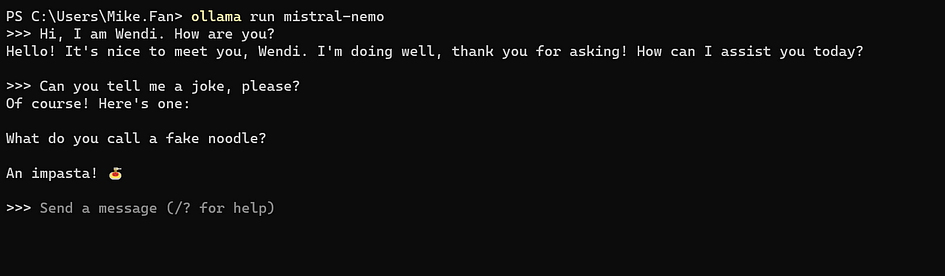 PS C:\Users\Mike.Fan> ollama run mistral-nemo
>>> Hi, I am Wendi. How are you?
Hello! It's nice to meet you, Wendi. I'm doing well, thank you for asking! How can I assist you today?
>>> Can you tell me a joke, please?
Of course! Here's one:
What do you call a fake noodle?
An impasta! 🍝
>>> Send a message (/? for help)